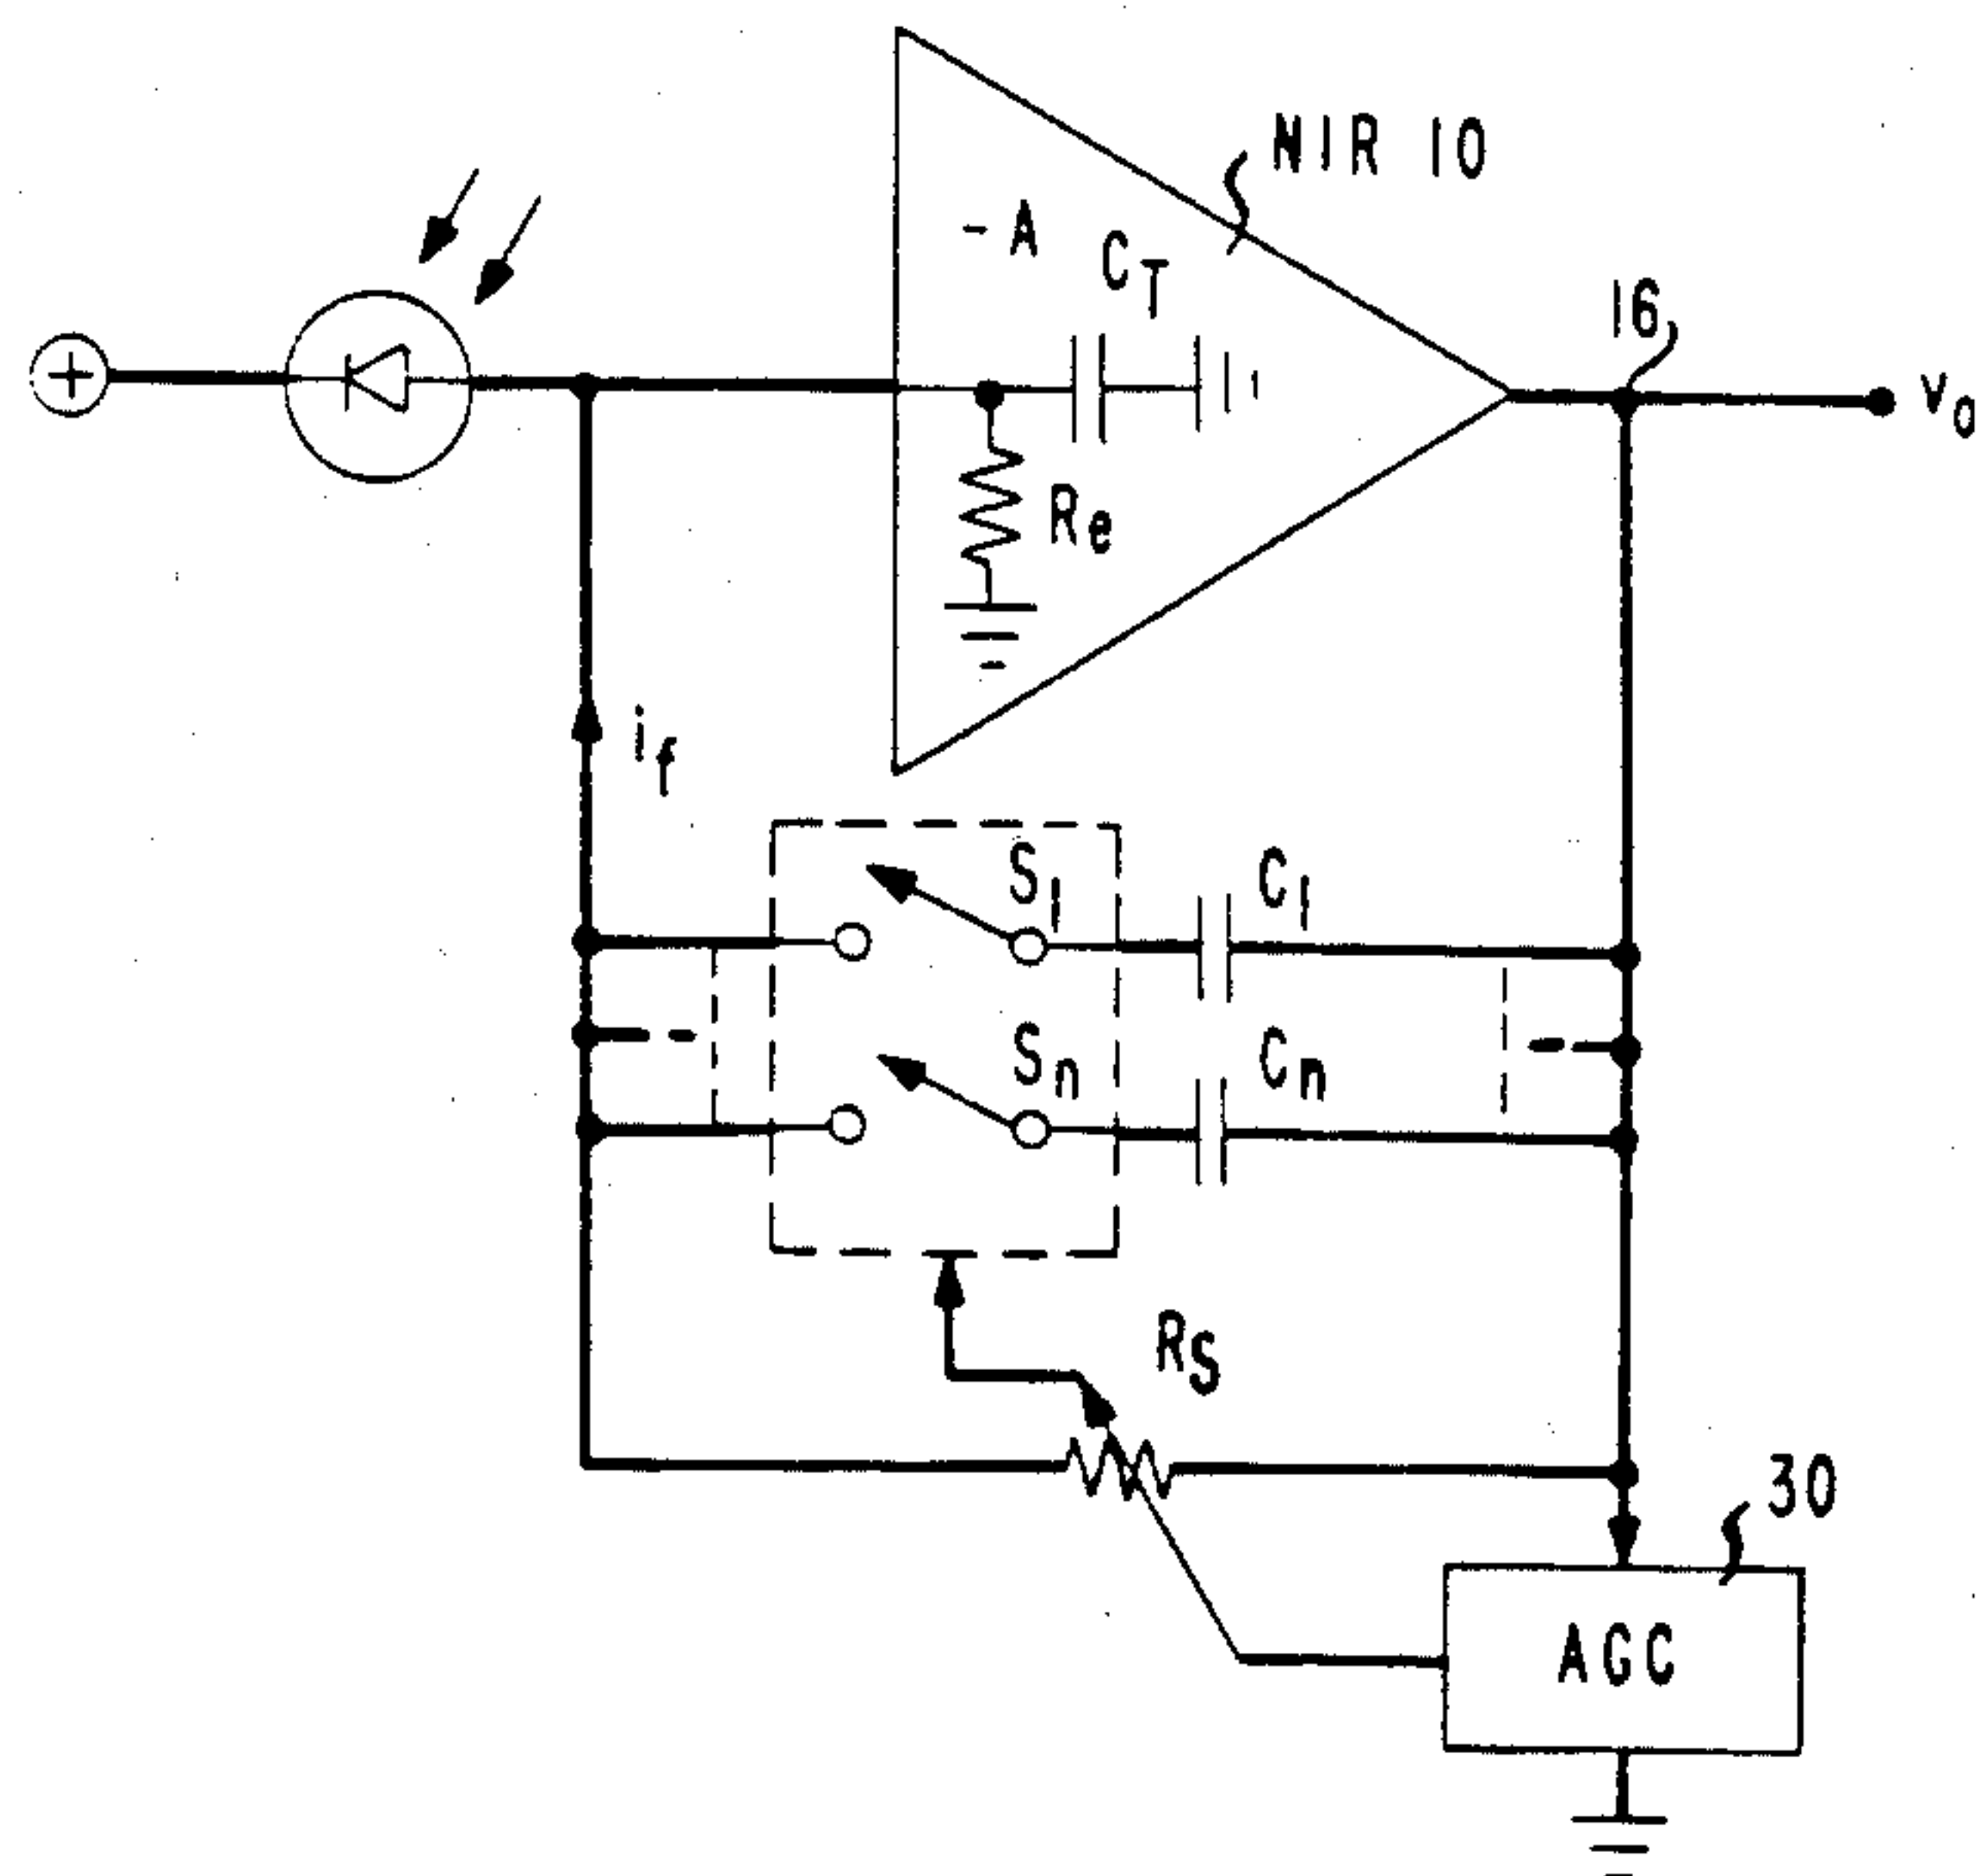 NIR 10
-A
C_T
16
v_o
R_e
i_f
S_1
C_1
S_n
C_n
R_S
30
AGC